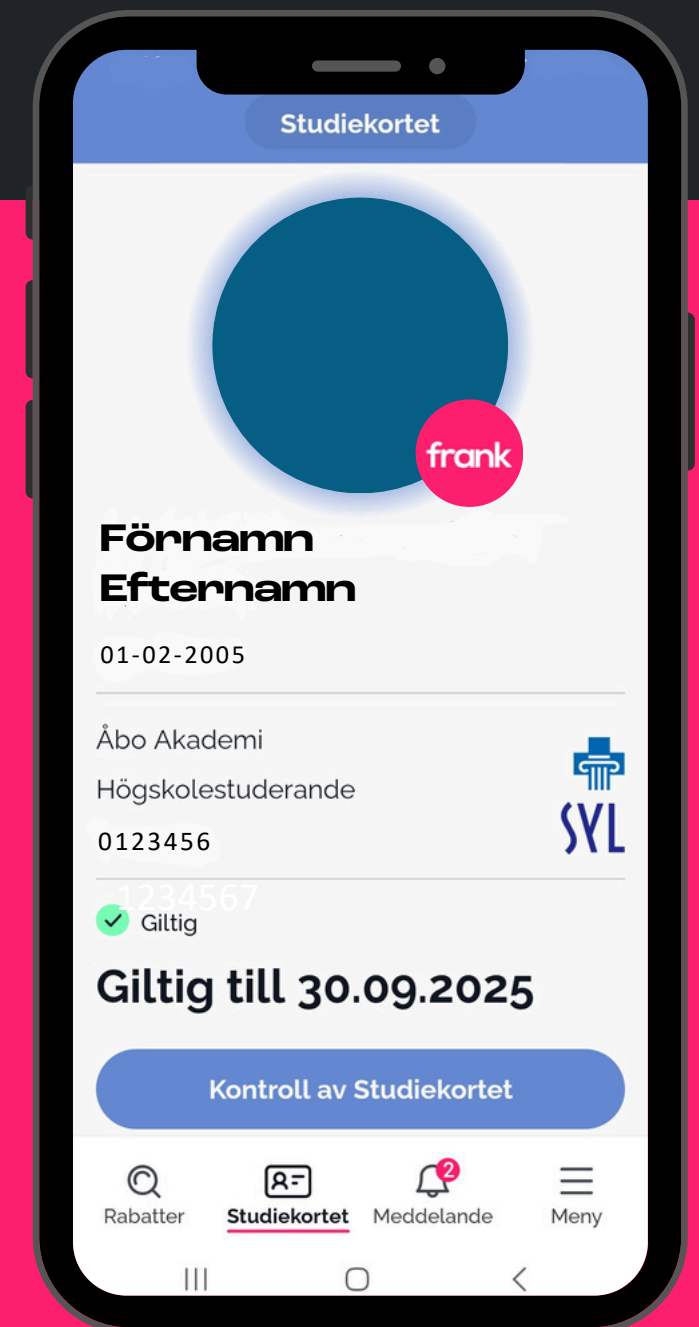 Studiekortet
frank
Förnamn
Efternamn
01-02-2005
Åbo Akademi
Högskolestuderande
0123456
SYL
1234567
Giltig
Giltig till 30.09.2025
Kontroll av Studiekortet
2
Rabatter
Studiekortet
Meddelande
Meny